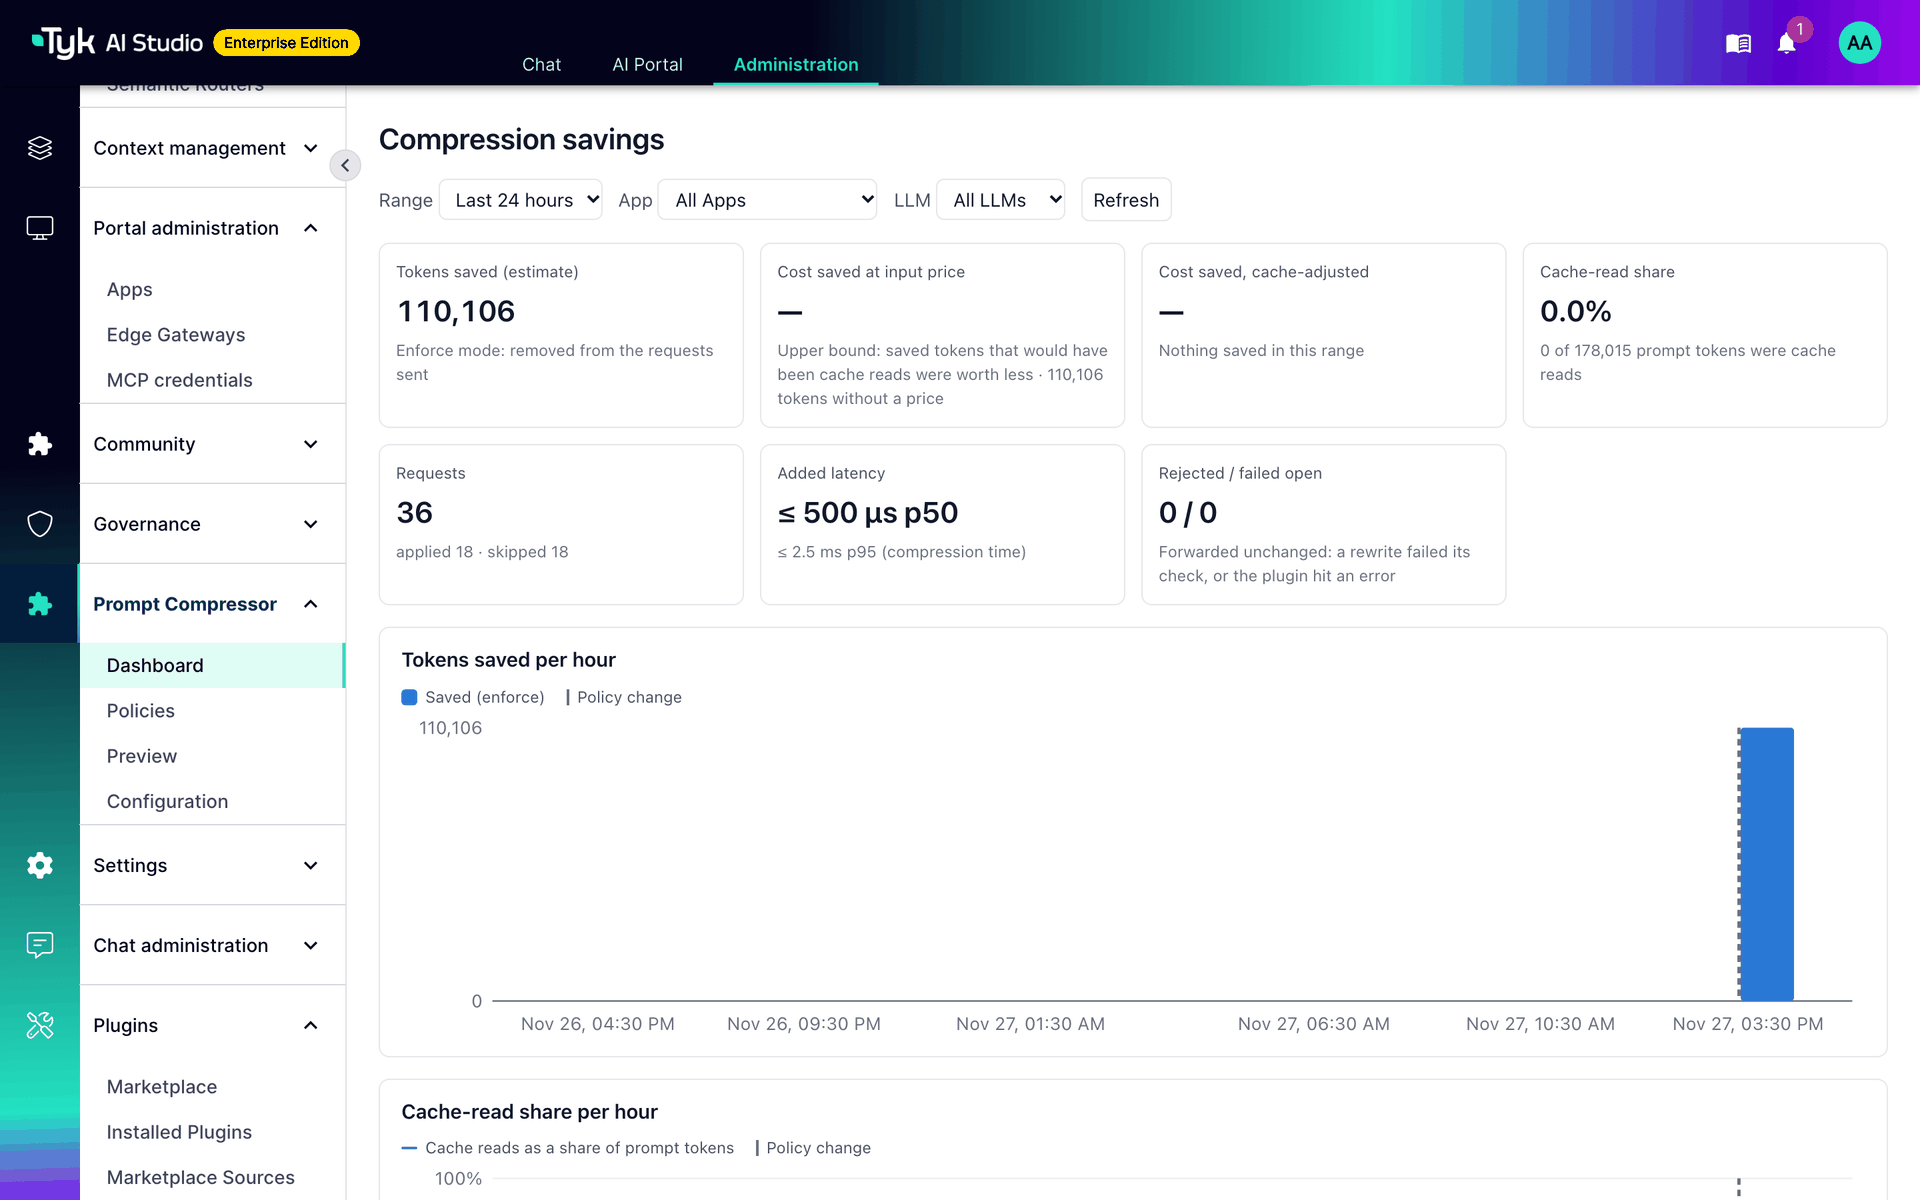 Tyk AI Studio Enterprise Edition
Chat
AI Portal
Administration
1
AA
Semantic Routers
Context management
Portal administration
Apps
Edge Gateways
MCP credentials
Community
Governance
Prompt Compressor
Dashboard
Policies
Preview
Configuration
Settings
Chat administration
Plugins
Marketplace
Installed Plugins
Marketplace Sources
Compression savings
Range Last 24 hours App All Apps LLM All LLMs Refresh
Tokens saved (estimate)
110,106
Enforce mode: removed from the requests
sent
Cost saved at input price
—
Upper bound: saved tokens that would have
been cache reads were worth less · 110,106
tokens without a price
Cost saved, cache-adjusted
—
Nothing saved in this range
Cache-read share
0.0%
0 of 178,015 prompt tokens were cache
reads
Requests
36
applied 18 · skipped 18
Added latency
≤ 500 µs p50
≤ 2.5 ms p95 (compression time)
Rejected / failed open
0 / 0
Forwarded unchanged: a rewrite failed its
check, or the plugin hit an error
Tokens saved per hour
Saved (enforce) Policy change
110,106
0
Nov 26, 04:30 PM Nov 26, 09:30 PM Nov 27, 01:30 AM Nov 27, 06:30 AM Nov 27, 10:30 AM Nov 27, 03:30 PM
Cache-read share per hour
Cache reads as a share of prompt tokens Policy change
100%